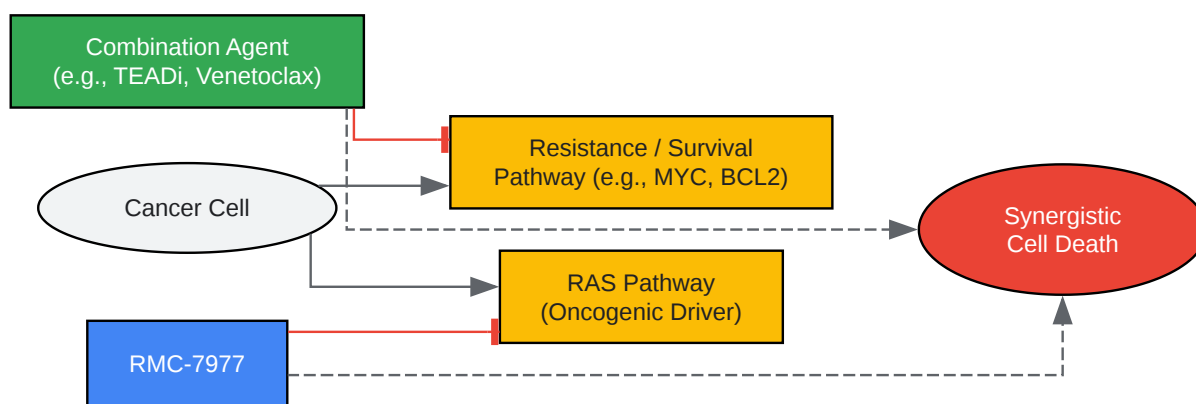 Combination Agent
(e.g., TEADi, Venetoclax)
Resistance / Survival
Pathway (e.g., MYC, BCL2)
Cancer Cell
Synergistic
Cell Death
RAS Pathway
(Oncogenic Driver)
RMC-7977